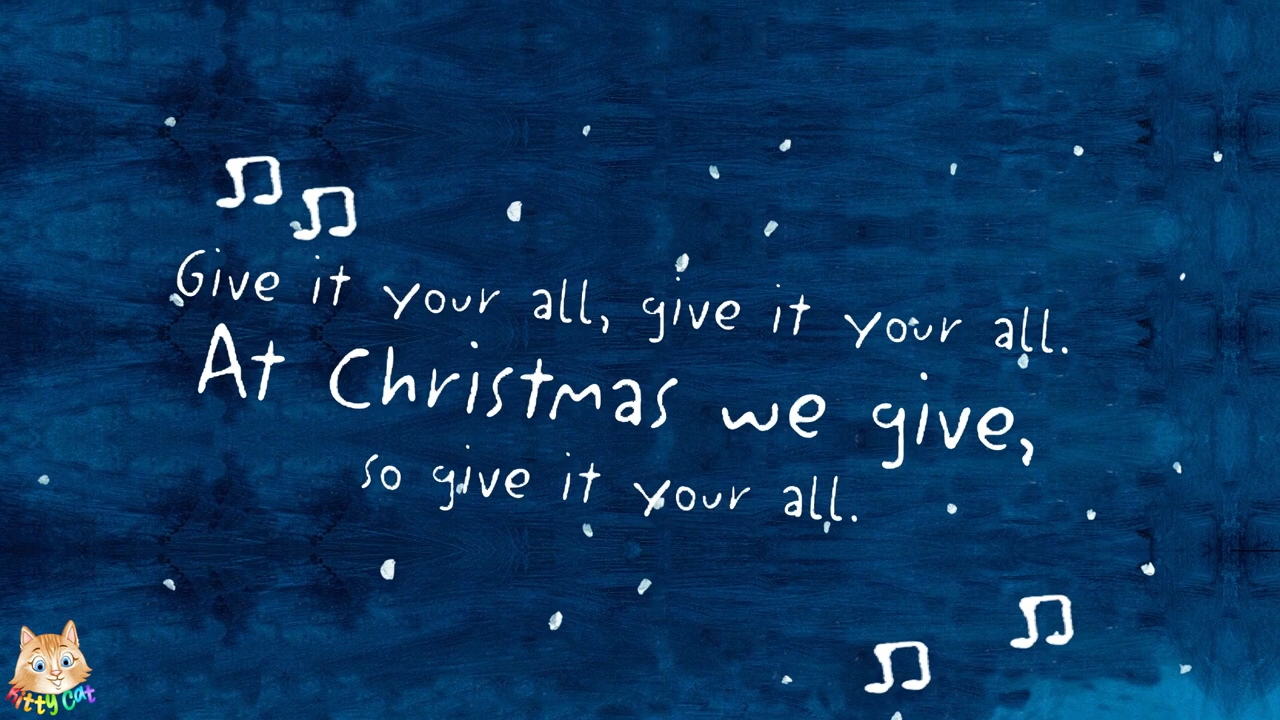 Give it your all, give it your all.
At Christmas we give,
so give it your all.
Kitty Cat